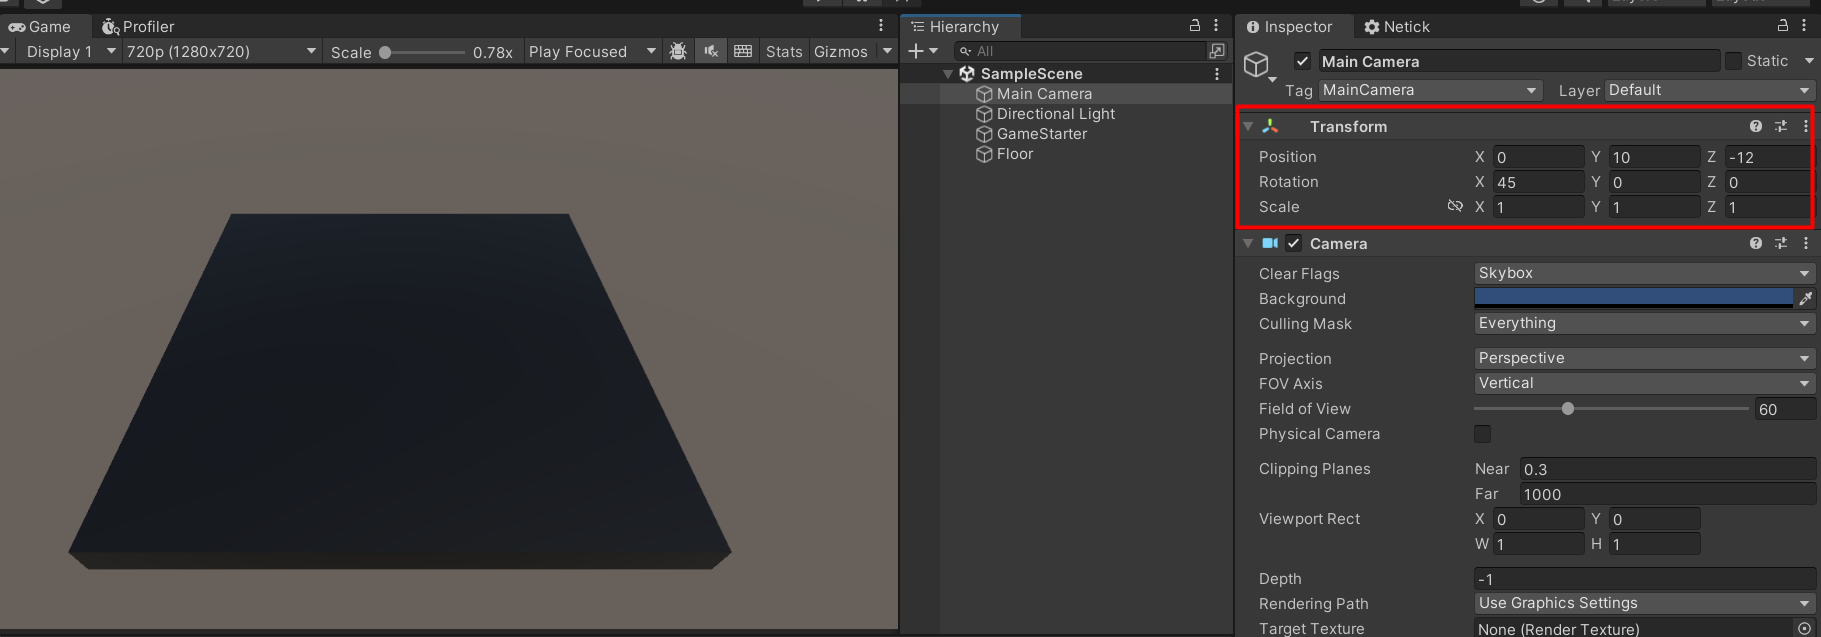 Game Profiler
Display 1 720p (1280x720) Scale 0.78x Play Focused Stats Gizmos
Hierarchy
All
SampleScene
Main Camera
Directional Light
GameStarter
Floor
Inspector Netick
Main Camera Static
Tag MainCamera Layer Default
Transform
Position X 0 Y 10 Z -12
Rotation X 45 Y 0 Z 0
Scale X 1 Y 1 Z 1
Camera
Clear Flags Skybox
Background
Culling Mask Everything
Projection Perspective
FOV Axis Vertical
Field of View 60
Physical Camera
Clipping Planes Near 0.3
Far 1000
Viewport Rect X 0 Y 0
W 1 H 1
Depth -1
Rendering Path Use Graphics Settings
Target Texture None (Render Texture)